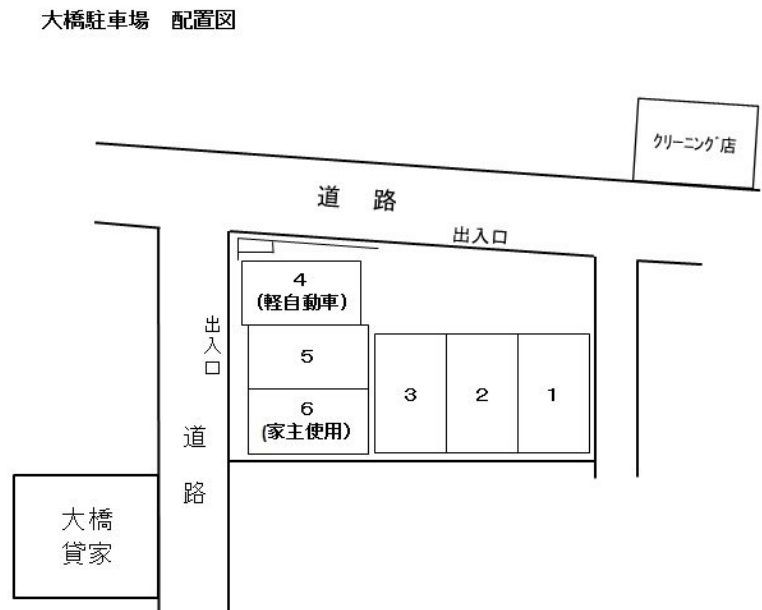 大橋駐車場　配置図
ｸﾘｰﾆﾝｸﾞ店
道　路
出入口
4
(軽自動車)
出入口
5
3
2
1
6
(家主使用)
道路
大橋
貸家